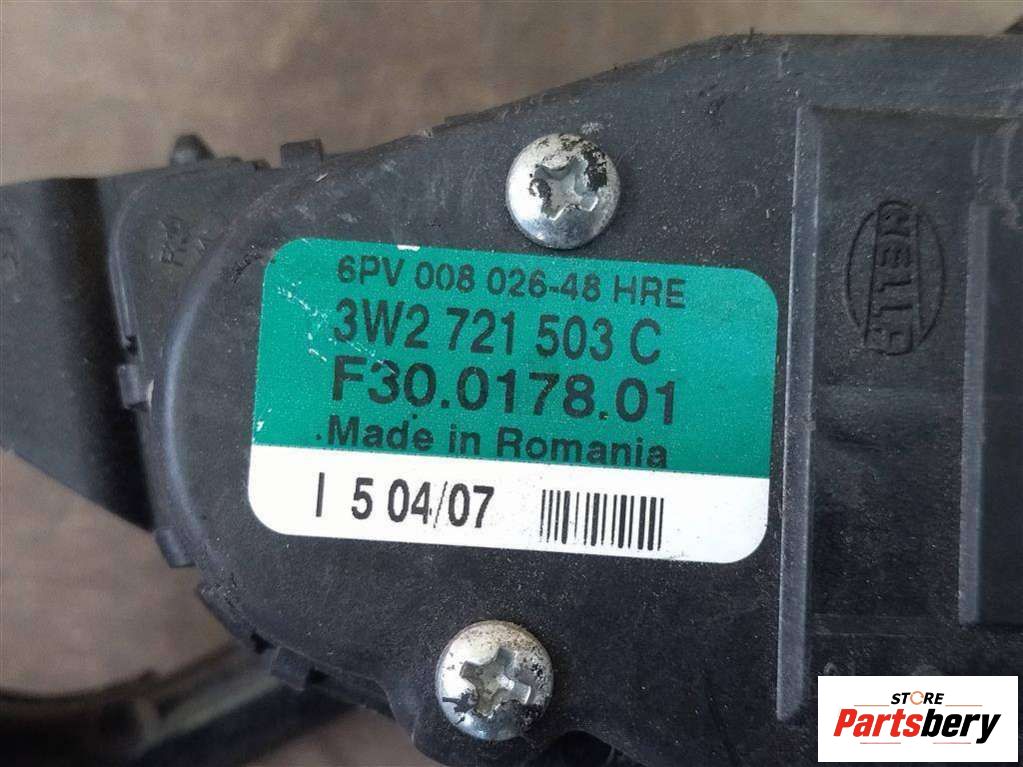 6PV 008 026-48 HRE
3W2 721 503 C
F30.0178.01
Made in Romania
I 5 04/07
HELLA
STORE
Partsbery